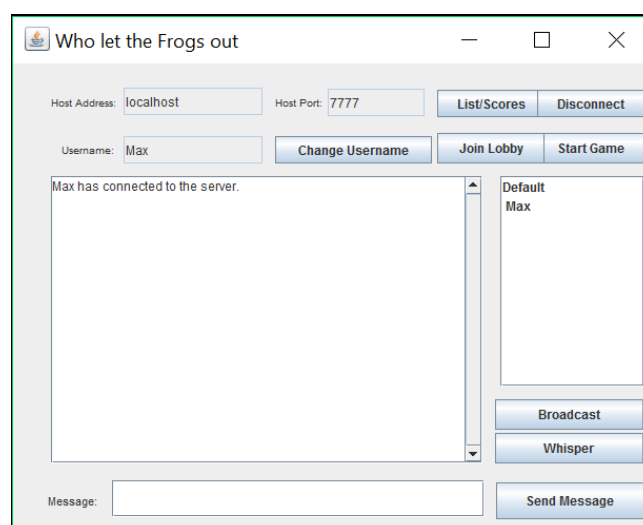 Who let the Frogs out
Host Address: localhost Host Port: 7777 List/Scores Disconnect
Username: Max Change Username Join Lobby Start Game
Max has connected to the server.
Default
Max
Broadcast
Whisper
Message: Send Message